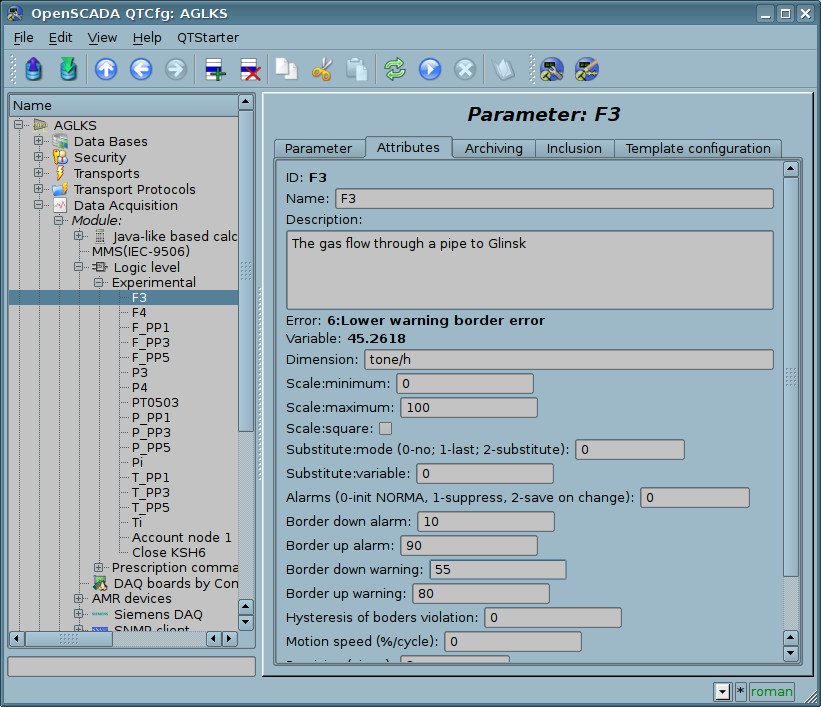 OpenSCADA QTCfg: AGLKS
File Edit View Help QTStarter
Name
AGLKS
Data Bases
Security
Transports
Transport Protocols
Data Acquisition
Module:
Java-like based calc
MMS(IEC-9506)
Logic level
Experimental
F3
F4
F_PP1
F_PP3
F_PP5
P3
P4
PT0503
P_PP1
P_PP3
P_PP5
Pi
T_PP1
T_PP3
T_PP5
Ti
Account node 1
Close KSH6
Prescription comma
DAQ boards by Con
AMR devices
Siemens DAQ
SNMP client
Parameter: F3
Parameter Attributes Archiving Inclusion Template configuration
ID: F3
Name: F3
Description:
The gas flow through a pipe to Glinsk
Error: 6:Lower warning border error
Variable: 45.2618
Dimension: tone/h
Scale:minimum: 0
Scale:maximum: 100
Scale:square:
Substitute:mode (0-no; 1-last; 2-substitute): 0
Substitute:variable: 0
Alarms (0-init NORMA, 1-suppress, 2-save on change): 0
Border down alarm: 10
Border up alarm: 90
Border down warning: 55
Border up warning: 80
Hysteresis of boders violation: 0
Motion speed (%/cycle): 0
* roman